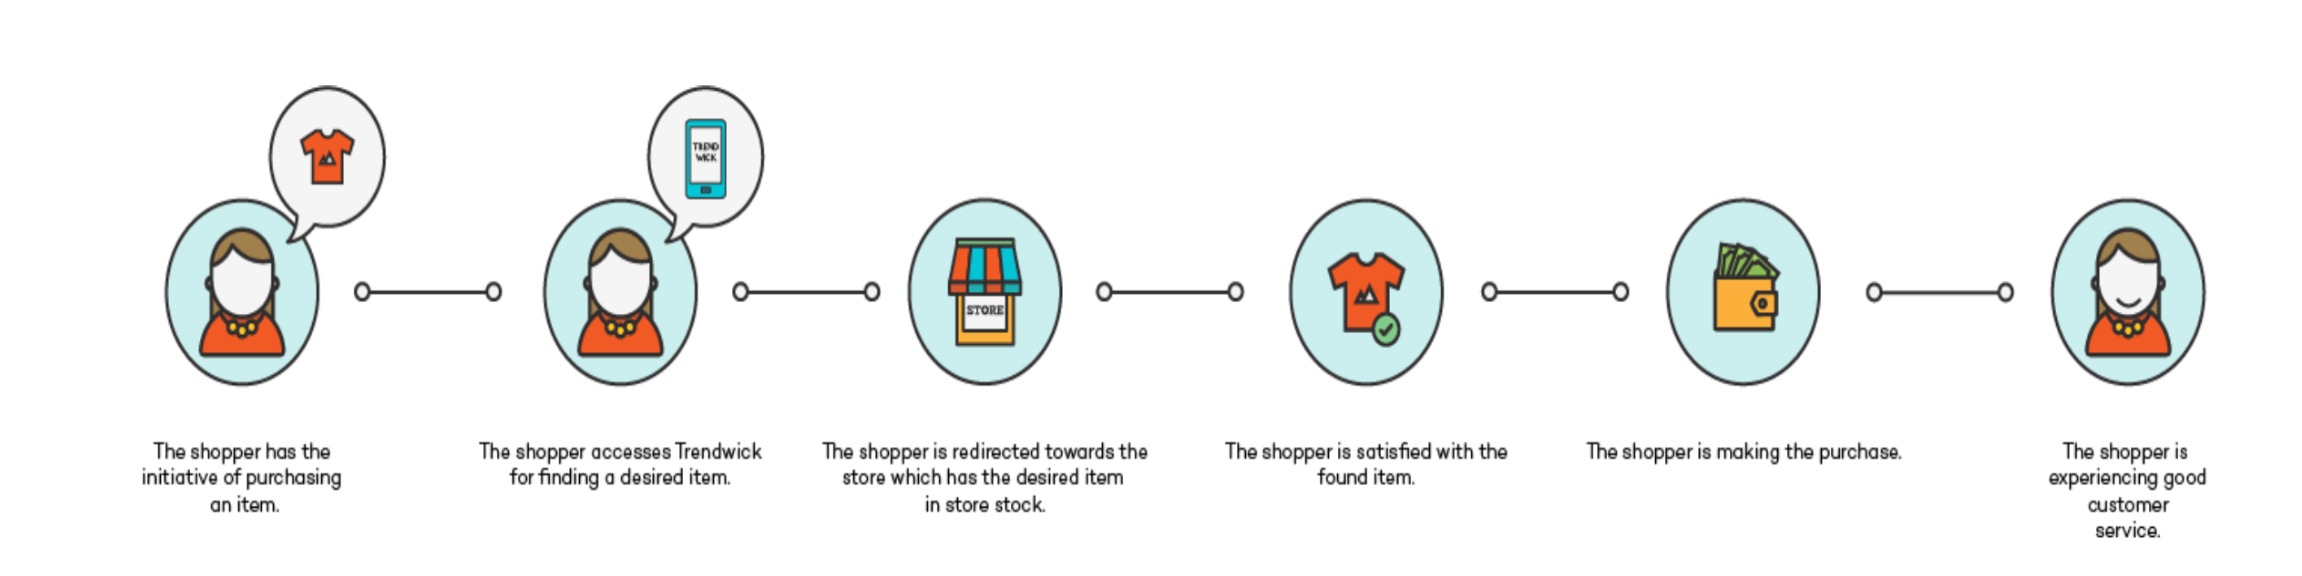 TREND
WICK
STORE
The shopper has the
initiative of purchasing
an item.
The shopper accesses Trendwick
for finding a desired item.
The shopper is redirected towards the
store which has the desired item
in store stock.
The shopper is satisfied with the
found item.
The shopper is making the purchase.
The shopper is
experiencing good
customer
service.